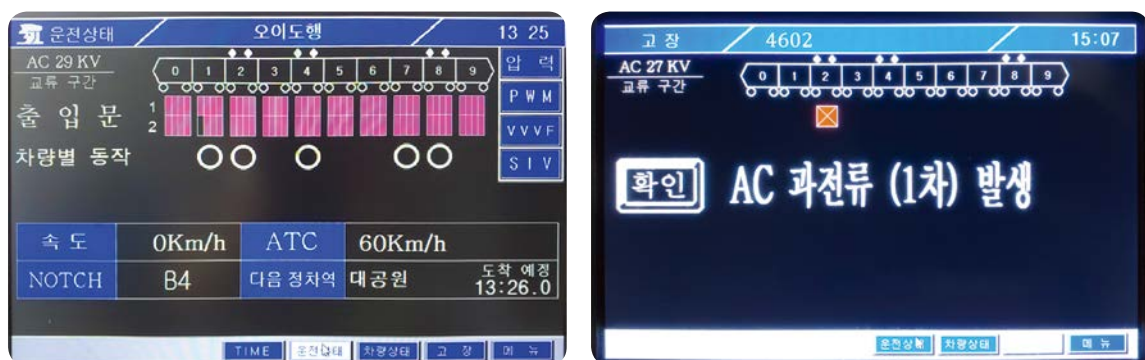 운전상태 오이도행 13 25
AC 29 KV
교류 구간
0 1 2 3 4 5 6 7 8 9
압 력
P W M
V V V F
S I V
출 입 문 1
2
차량별 동작
속 도 0Km/h ATC 60Km/h
NOTCH B4 다음 정차역 대공원 도착 예정
13:26.0
TIME 운전상태 차량상태 고 장 메 뉴
고 장 4602 15:07
AC 27 KV
교류 구간
0 1 2 3 4 5 6 7 8 9
확인 AC 과전류 (1차) 발생
운전상태 차량상태 메 뉴